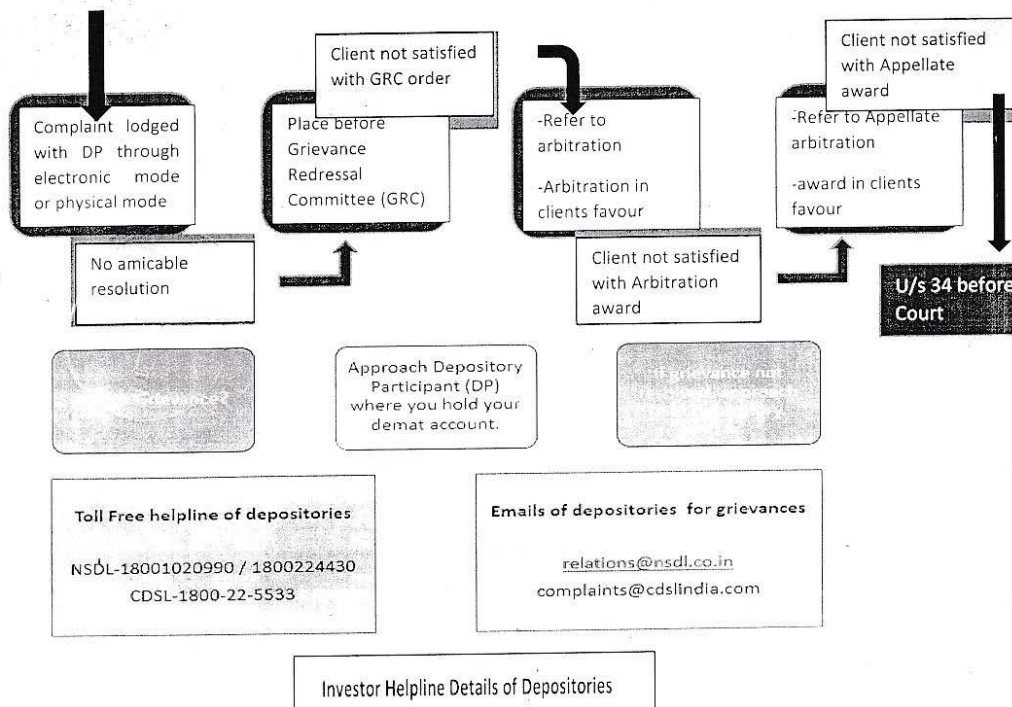 Complaint lodged
with DP through
electronic mode
or physical mode
No amicable
resolution
Client not satisfied
with GRC order
Place before
Grievance
Redressal
Committee (GRC)
-Refer to
arbitration
-Arbitration in
clients favour
Client not satisfied
with Arbitration
award
Client not satisfied
with Appellate
award
-Refer to Appellate
arbitration
-award in clients
favour
U/s 34 before
Court
Approach Depository
Participant (DP)
where you hold your
demat account.
If grievance not
Toll Free helpline of depositories
NSDL-18001020990 / 1800224430
CDSL-1800-22-5533
Emails of depositories for grievances
relations@nsdl.co.in
complaints@cdslindia.com
Investor Helpline Details of Depositories